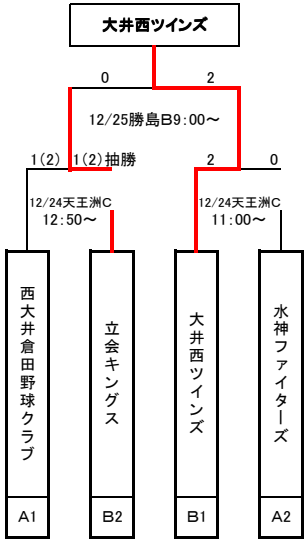 大井西ツインズ
0 2
12/25勝島B9:00～
1(2) 1(2)抽勝 2 0
12/24天王洲C 12/24天王洲C
12:50～ 11:00～
西大井倉田野球クラブ
立会キングス
大井西ツインズ
水神ファイターズ
A1 B2 B1 A2